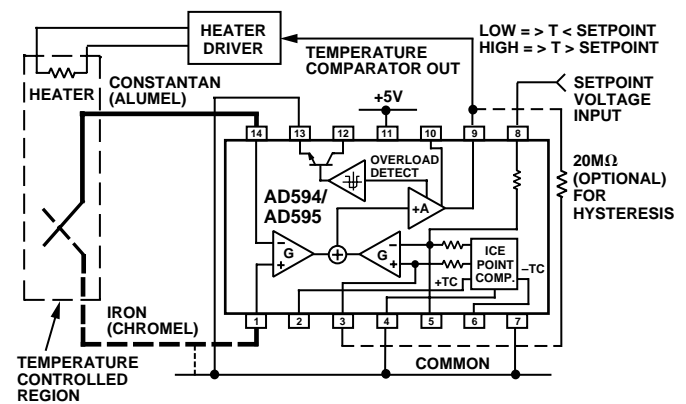 HEATER
DRIVER
LOW = > T < SETPOINT
HIGH = > T > SETPOINT
TEMPERATURE
COMPARATOR OUT
HEATER
CONSTANTAN
(ALUMEL)
+5V
SETPOINT
VOLTAGE
INPUT
14
13
12
11
10
9
8
20MΩ
(OPTIONAL)
FOR
HYSTERESIS
OVERLOAD
DETECT
AD594/
AD595
+A
–
G
+
–
G
+
ICE
POINT
COMP.
–TC
+TC
IRON
(CHROMEL)
1
2
3
4
5
6
7
COMMON
TEMPERATURE
CONTROLLED
REGION